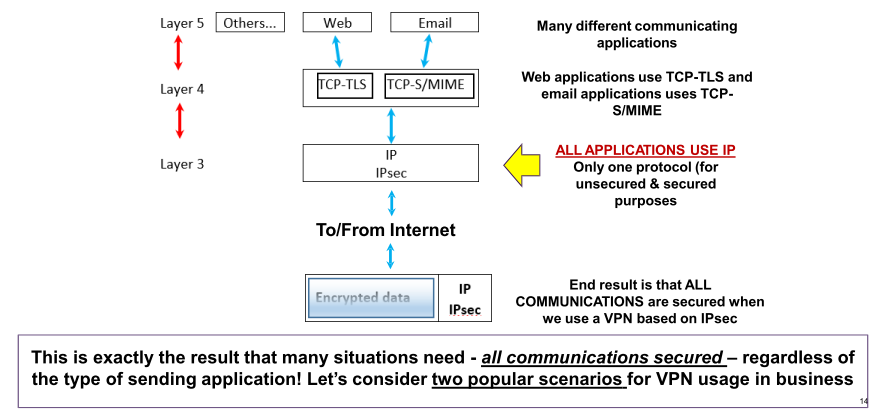 Layer 5
Others...
Web
Email
Many different communicating
applications
Layer 4
TCP-TLS
TCP-S/MIME
Web applications use TCP-TLS and
email applications uses TCP-
S/MIME
Layer 3
IP
IPsec
ALL APPLICATIONS USE IP
Only one protocol (for
unsecured & secured
purposes
To/From Internet
Encrypted data
IP
IPsec
End result is that ALL
COMMUNICATIONS are secured when
we use a VPN based on IPsec
This is exactly the result that many situations need - all communications secured – regardless of
the type of sending application! Let’s consider two popular scenarios for VPN usage in business
14